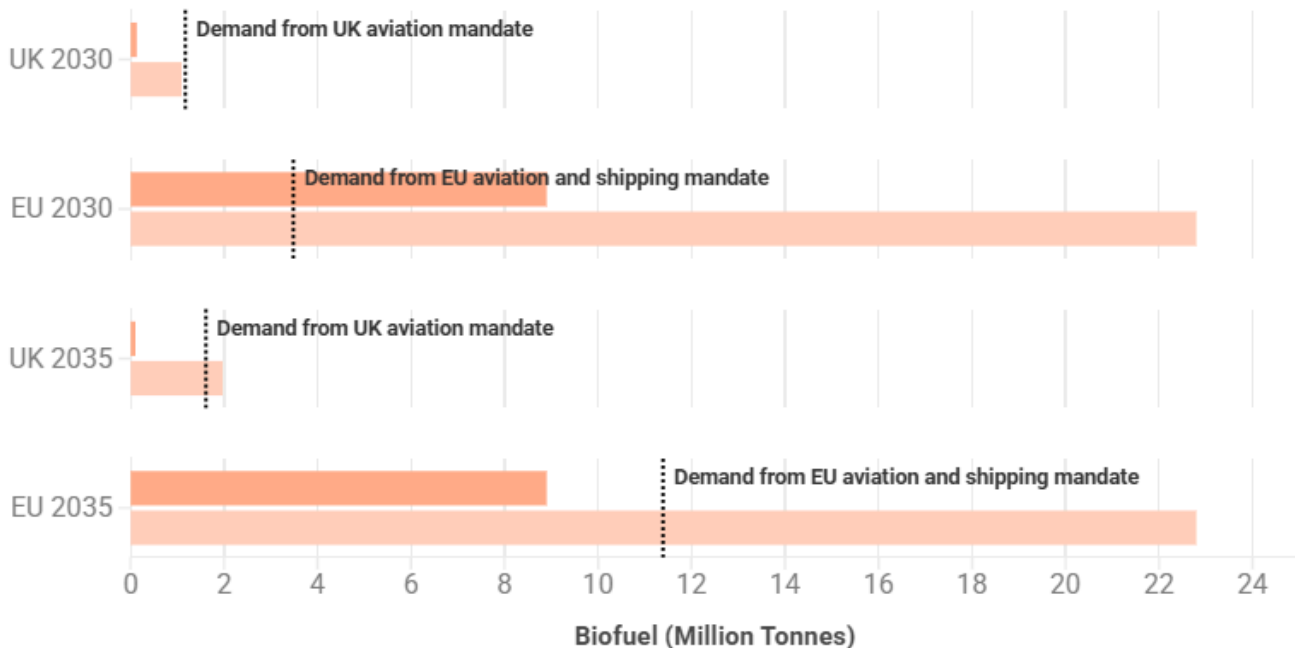 Demand from UK aviation mandate
UK 2030
Demand from EU aviation and shipping mandate
EU 2030
Demand from UK aviation mandate
UK 2035
Demand from EU aviation and shipping mandate
EU 2035
0 2 4 6 8 10 12 14 16 18 20 22 24
Biofuel (Million Tonnes)